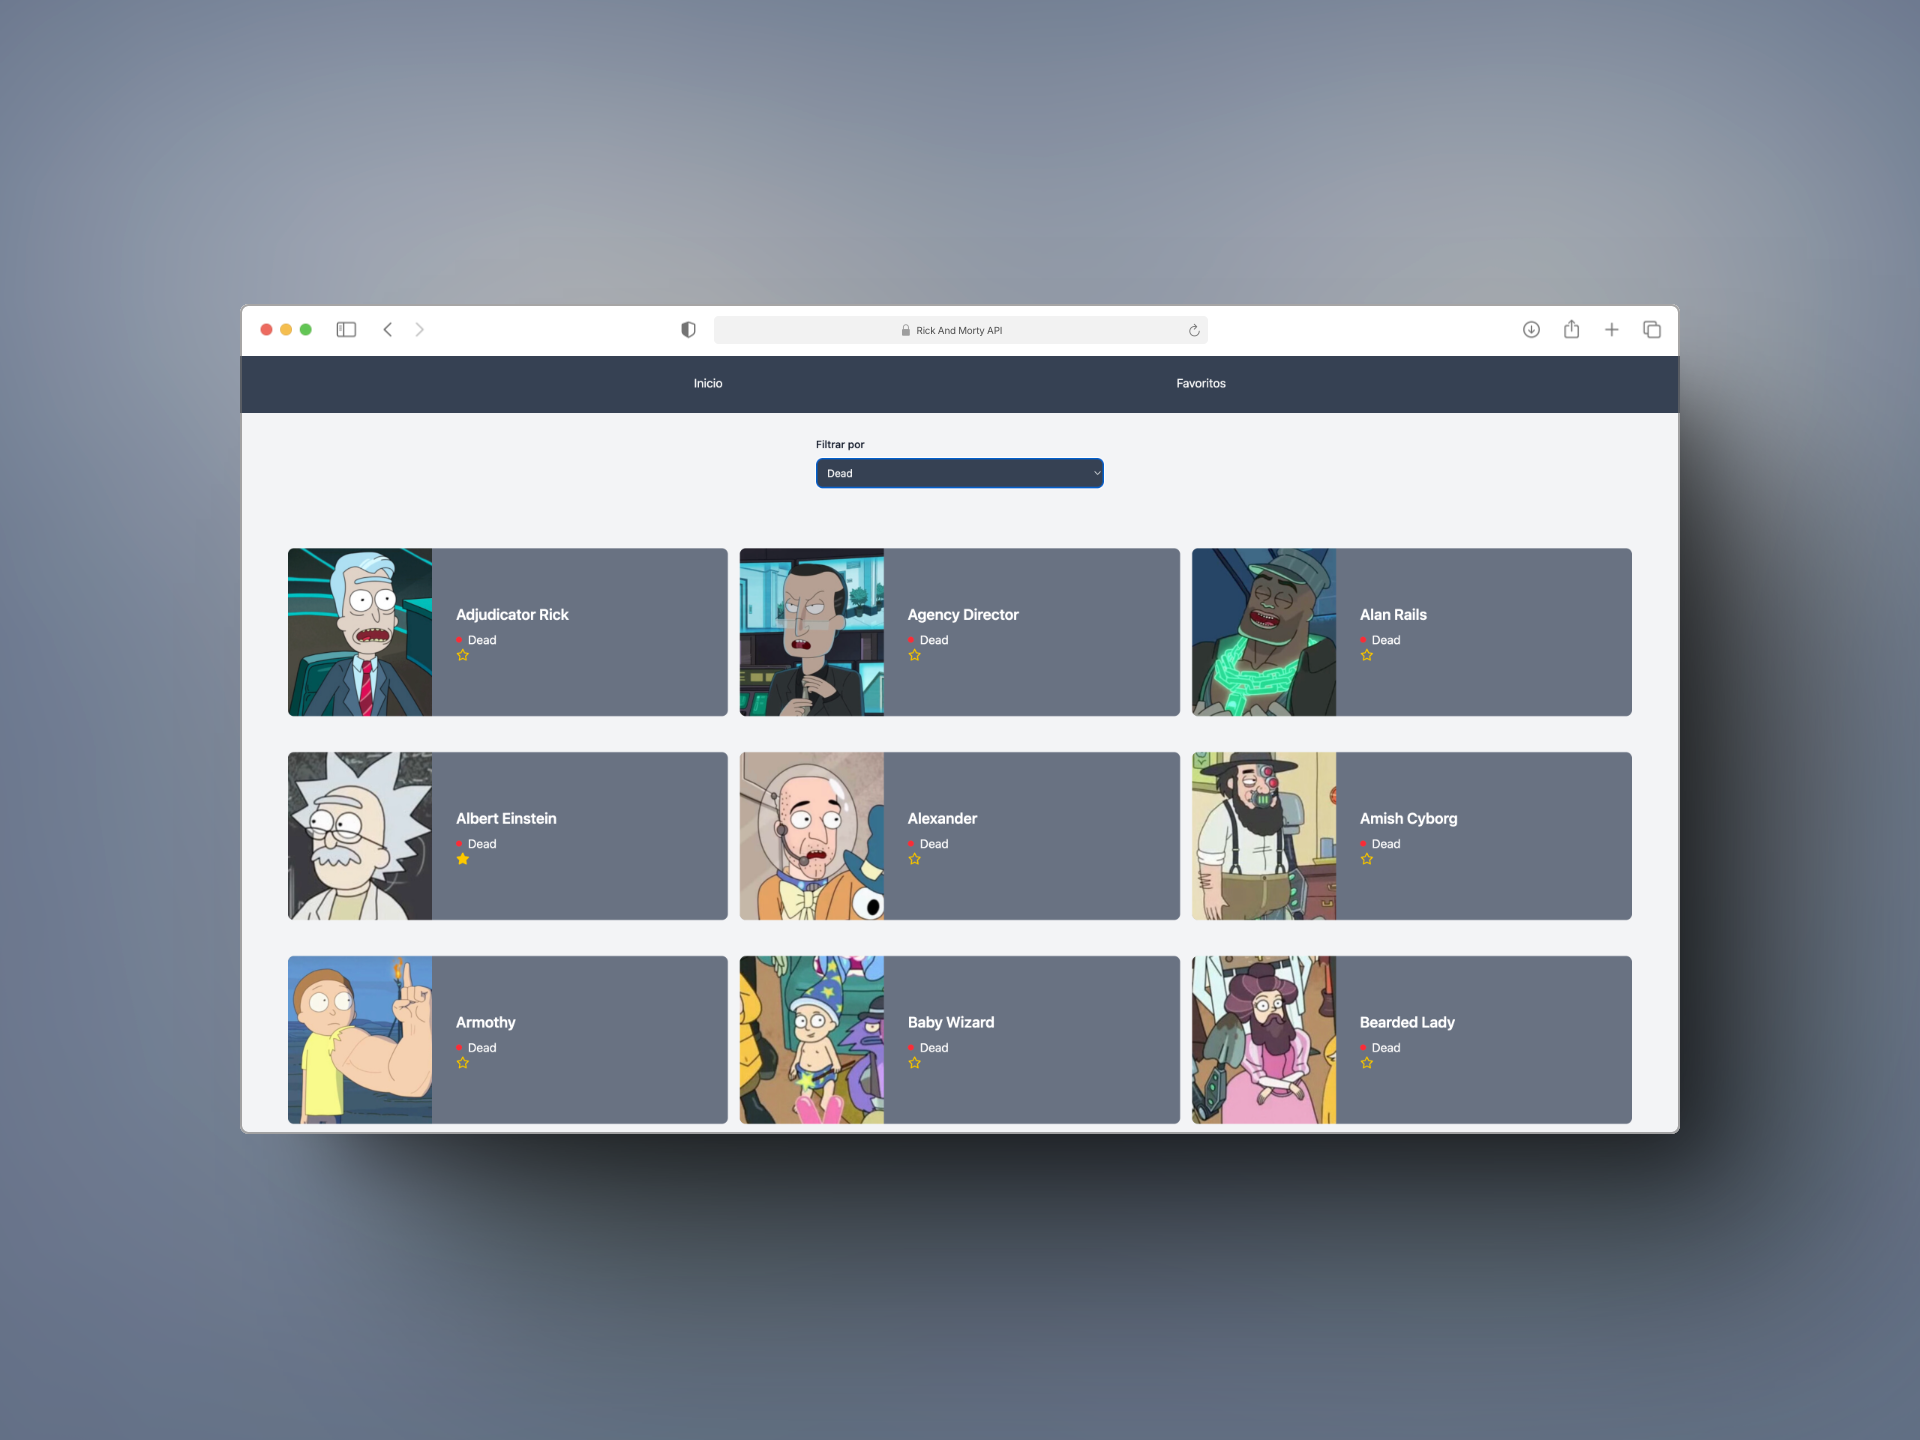 Rick And Morty API
Inicio
Favoritos
Filtrar por
Dead
Adjudicator Rick
Dead
Agency Director
Dead
Alan Rails
Dead
Albert Einstein
Dead
Alexander
Dead
Amish Cyborg
Dead
Armothy
Dead
Baby Wizard
Dead
Bearded Lady
Dead